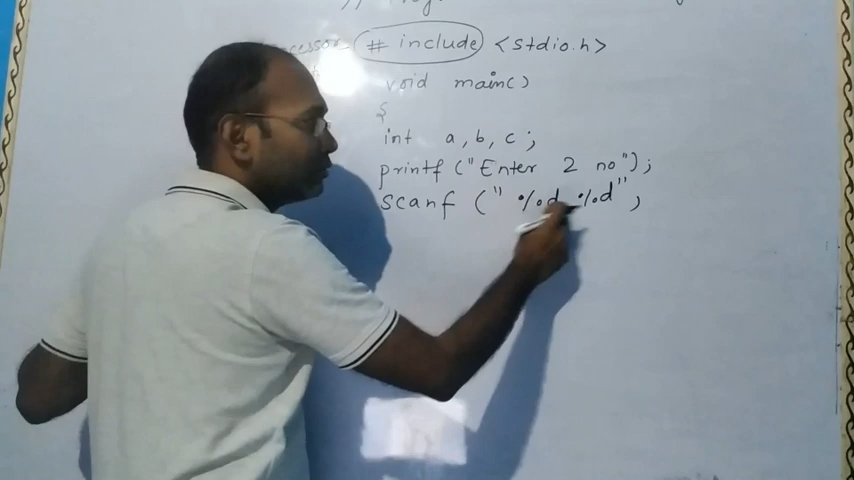 //
# include <stdio.h>
void main()
{
int a, b, c;
printf ("Enter 2 no");
scanf (" %d %d",